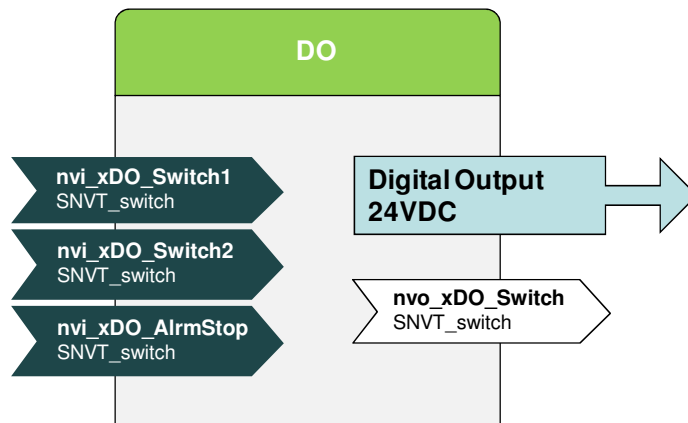 DO
nvi_xDO_Switch1
SNVT_switch
nvi_xDO_Switch2
SNVT_switch
nvi_xDO_AlrmStop
SNVT_switch
Digital Output
24VDC
nvo_xDO_Switch
SNVT_switch